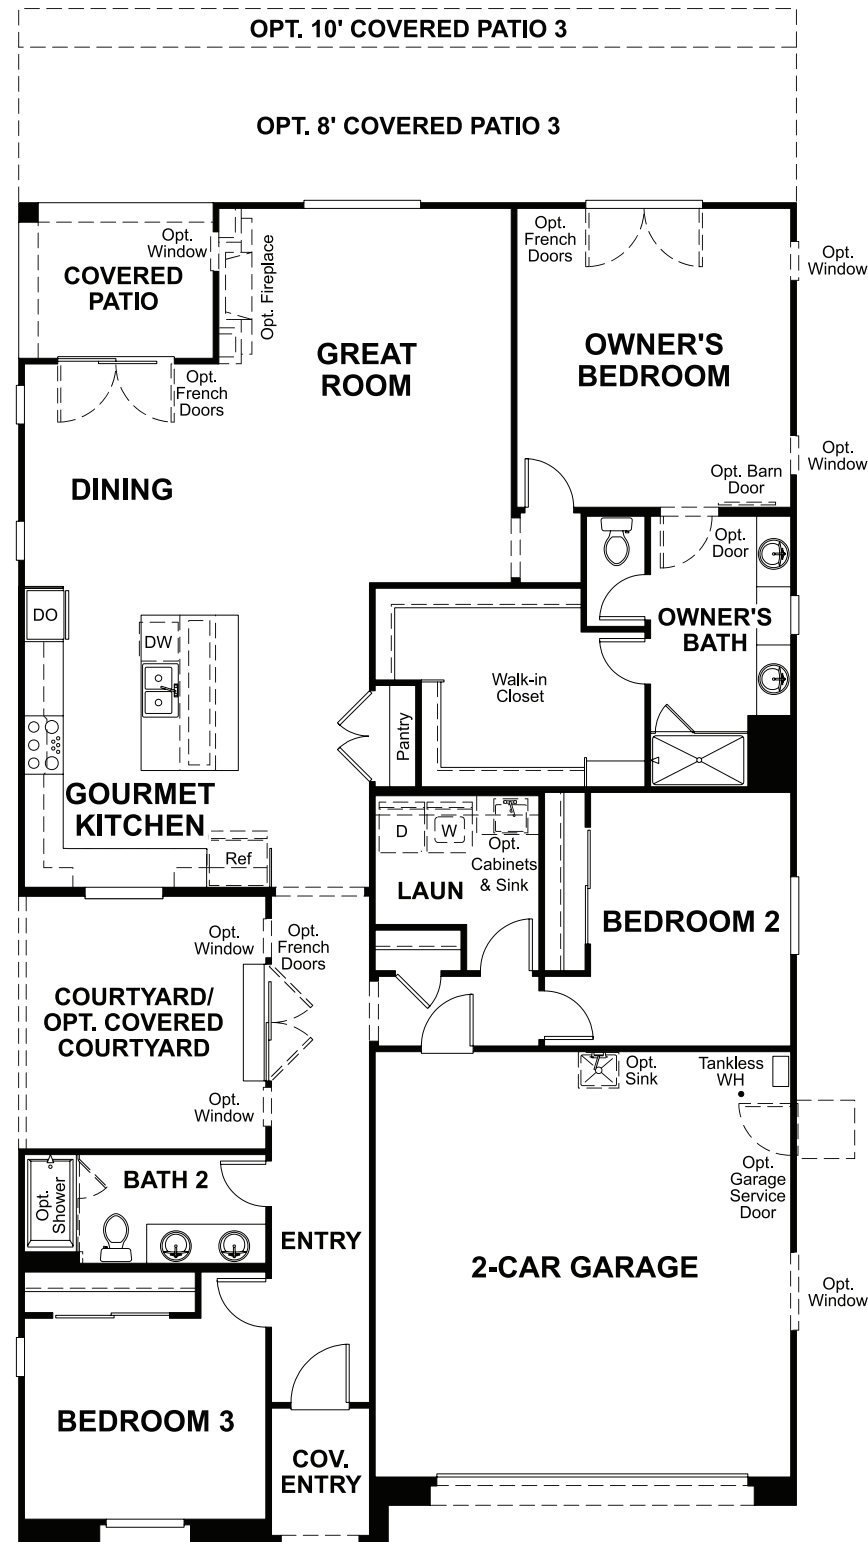 OPT. 10' COVERED PATIO 3
OPT. 8' COVERED PATIO 3
Opt.
Window
COVERED
PATIO
Opt. Fireplace
Opt.
French
Doors
Opt.
Window
GREAT
ROOM
OWNER'S
BEDROOM
Opt.
French
Doors
DINING
Opt.
Window
Opt. Barn
Door
Opt.
Door
DO
DW
OWNER'S
BATH
Walk-in
Closet
Pantry
GOURMET
KITCHEN
Ref
D
W
Opt.
Cabinets
& Sink
LAUN
BEDROOM 2
Opt.
Window
Opt.
French
Doors
COURTYARD/
OPT. COVERED
COURTYARD
Opt.
Window
Opt.
Sink
Tankless
WH
Opt.
Garage
Service
Door
BATH 2
Opt.
Shower
ENTRY
2-CAR GARAGE
Opt.
Window
BEDROOM 3
COV.
ENTRY